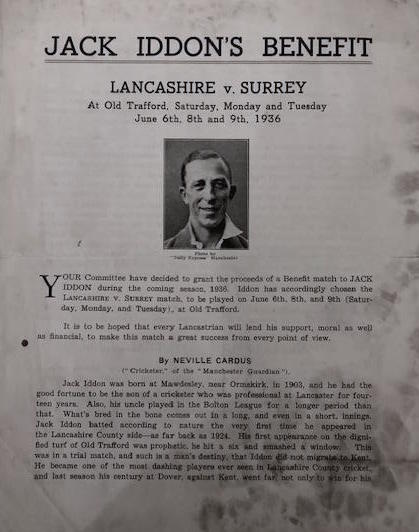 JACK IDDON'S BENEFIT
LANCASHIRE v. SURREY
At Old Trafford, Saturday, Monday and Tuesday
June 6th, 8th and 9th, 1936
Photo by
"Daily Express" Manchester
YOUR Committee have decided to grant the proceeds of a Benefit match to JACK
IDDON during the coming season, 1936. Iddon has accordingly chosen the
LANCASHIRE V. SURREY match, to be played on June 6th, 8th, and 9th (Satur-
day, Monday, and Tuesday), at Old Trafford.
It is to be hoped that every Lancastrian will lend his support, moral as well
as financial, to make this match a great success from every point of view.
By NEVILLE CARDUS
("Cricketer," of the "Manchester Guardian").
Jack Iddon was born at Mawdesley, near Ormskirk, in 1903, and he had the
good fortune to be the son of a cricketer who was professional at Lancaster for four-
teen years. Also, his uncle played in the Bolton League for a longer period than
that. What's bred in the bone comes out in a long, and even in a short, innings.
Jack Iddon batted according to nature the very first time he appeared in
the Lancashire County side—as far back as 1924. His first appearance on the digni-
fied turf of Old Trafford was prophetic, he hit a six and smashed a window. This
was in a trial match, and such is a man's destiny, that Iddon did not migrate to Kent.
He became one of the most dashing players ever seen in Lancashire County cricket,
and last season his century at Dover, against Kent, went far, not only to win for his